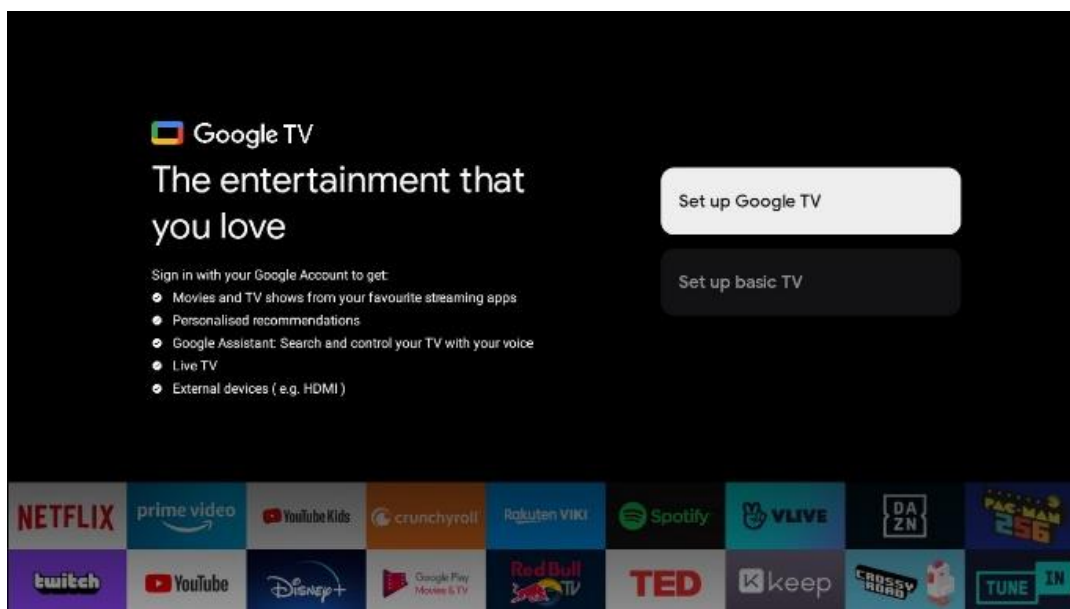 Google TV
The entertainment that
you love
Sign in with your Google Account to get:
Movies and TV shows from your favourite streaming apps
Personalised recommendations
Google Assistant: Search and control your TV with your voice
Live TV
External devices ( e.g. HDMI )
Set up Google TV
Set up basic TV
NETFLIX prime video YouTube Kids crunchyroll Rakuten VIKI Spotify VLIVE DAZN PAC-MAN 256
twitch YouTube Disney+ Google Play Movies & TV Red Bull TV TED keep CROSSY ROAD TUNE IN